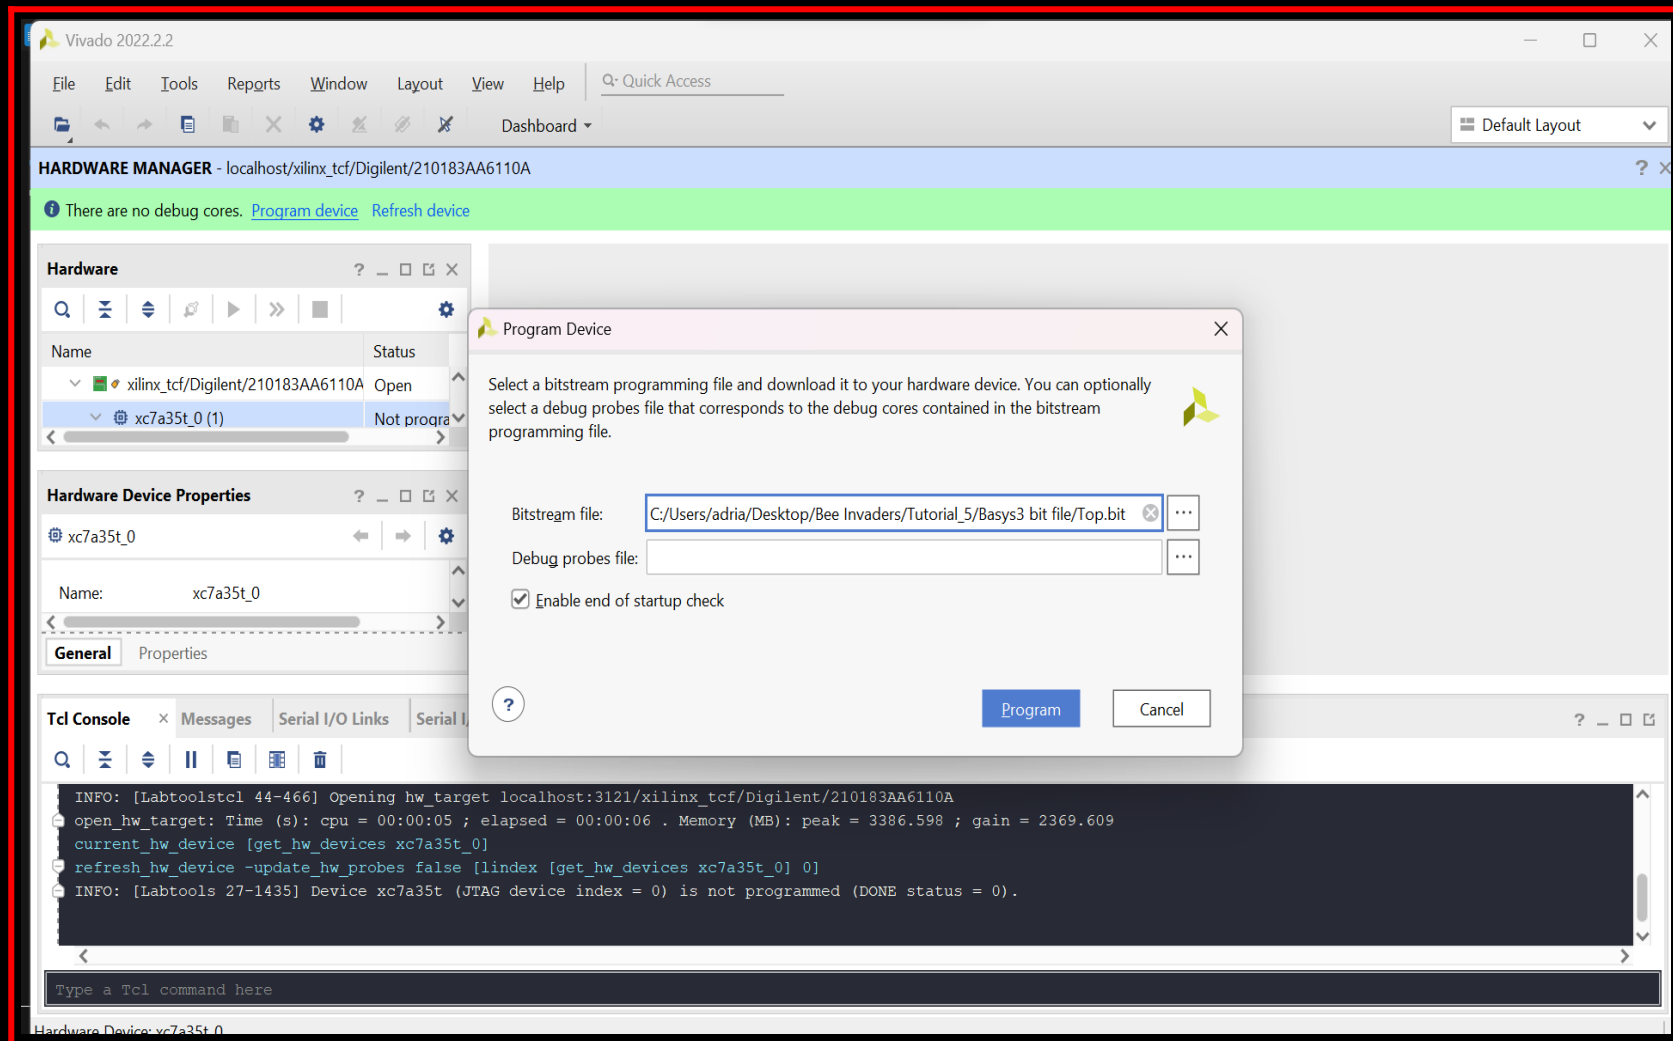 Vivado 2022.2.2
File Edit Tools Reports Window Layout View Help Quick Access
Dashboard Default Layout
HARDWARE MANAGER - localhost/xilinx_tcf/Digilent/210183AA6110A
There are no debug cores. Program device Refresh device
Hardware
Name Status
xilinx_tcf/Digilent/210183AA6110A Open
xc7a35t_0 (1) Not progra
Hardware Device Properties
xc7a35t_0
Name: xc7a35t_0
General Properties
Program Device
Select a bitstream programming file and download it to your hardware device. You can optionally
select a debug probes file that corresponds to the debug cores contained in the bitstream
programming file.
Bitstream file: C:/Users/adria/Desktop/Bee Invaders/Tutorial_5/Basys3 bit file/Top.bit
Debug probes file:
Enable end of startup check
Program Cancel
Tcl Console Messages Serial I/O Links Serial I/
INFO: [Labtoolstcl 44-466] Opening hw_target localhost:3121/xilinx_tcf/Digilent/210183AA6110A
open_hw_target: Time (s): cpu = 00:00:05 ; elapsed = 00:00:06 . Memory (MB): peak = 3386.598 ; gain = 2369.609
current_hw_device [get_hw_devices xc7a35t_0]
refresh_hw_device -update_hw_probes false [lindex [get_hw_devices xc7a35t_0] 0]
INFO: [Labtools 27-1435] Device xc7a35t (JTAG device index = 0) is not programmed (DONE status = 0).
Type a Tcl command here
Hardware Device: xc7a35t_0